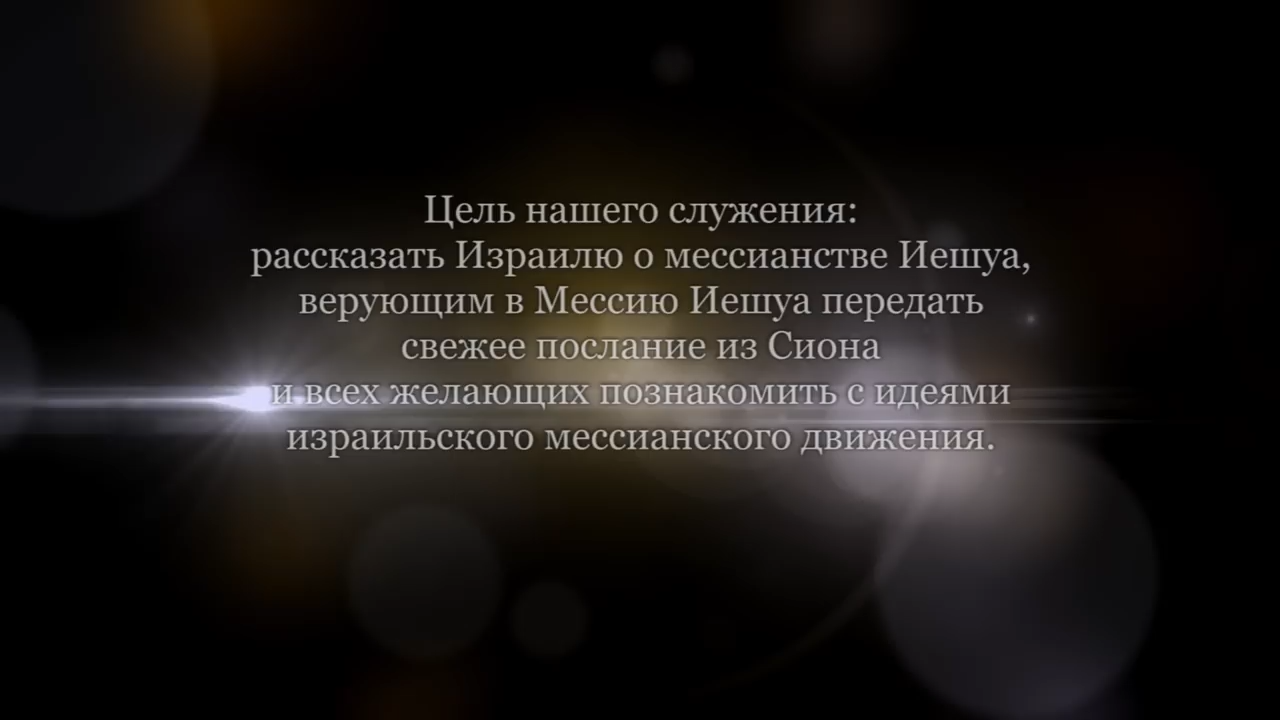 Цель нашего служения:
рассказать Израилю о мессианстве Иешуа,
верующим в Мессию Иешуа передать
свежее послание из Сиона
и всех желающих познакомить с идеями
израильского мессианского движения.